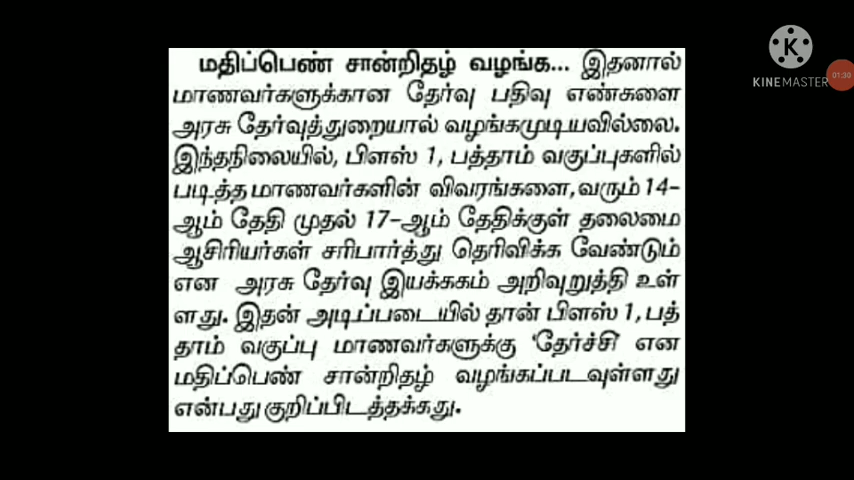 மதிப்பெண் சான்றிதழ் வழங்க... இதனால்
மாணவர்களுக்கான தேர்வு பதிவு எண்களை
அரசு தேர்வுத்துறையால் வழங்கமுடியவில்லை.
இந்தநிலையில், பிளஸ் 1, பத்தாம் வகுப்புகளில்
படித்த மாணவர்களின் விவரங்களை, வரும் 14–
ஆம் தேதி முதல் 17–ஆம் தேதிக்குள் தலைமை
ஆசிரியர்கள் சரிபார்த்து தெரிவிக்க வேண்டும்
என அரசு தேர்வு இயக்ககம் அறிவுறுத்தி உள்
ளது. இதன் அடிப்படையில் தான் பிளஸ் 1, பத்
தாம் வகுப்பு மாணவர்களுக்கு 'தேர்ச்சி' என
மதிப்பெண் சான்றிதழ் வழங்கப்படவுள்ளது
என்பது குறிப்பிடத்தக்கது.
K
KINEMASTER
01:30